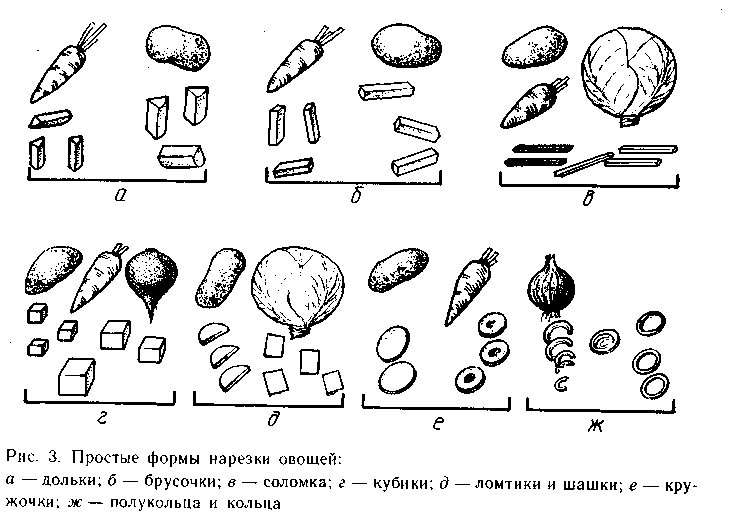 а
б
в
г
д
е
ж
Рис. 3. Простые формы нарезки овощей:
а — дольки; б — брусочки; в — соломка; г — кубики; д — ломтики и шашки; е — кру-
жочки; ж — полукольца и кольца